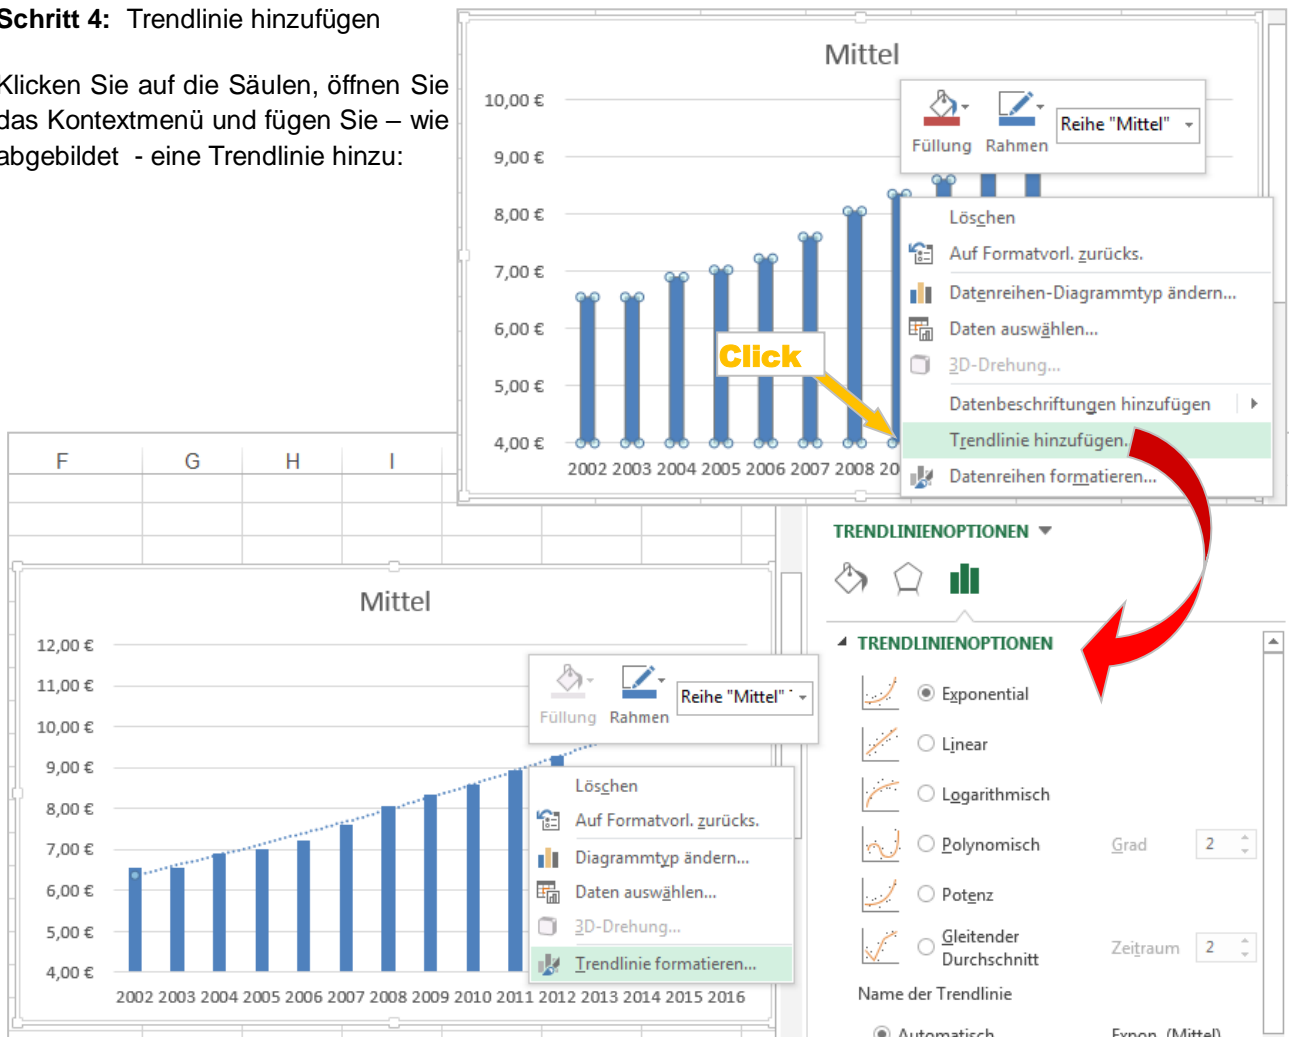 Schritt 4: Trendlinie hinzufügen
Klicken Sie auf die Säulen, öffnen Sie
das Kontextmenü und fügen Sie – wie
abgebildet - eine Trendlinie hinzu:
Mittel
10,00 €
9,00 €
8,00 €
7,00 €
6,00 €
5,00 €
4,00 €
2002 2003 2004 2005 2006 2007 2008 20
Click
Füllung Rahmen
Reihe "Mittel"
Löschen
Auf Formatvorl. zurücks.
Datenreihen-Diagrammtyp ändern...
Daten auswählen...
3D-Drehung...
Datenbeschriftungen hinzufügen
Trendlinie hinzufügen..
Datenreihen formatieren...
F G H I
Mittel
12,00 €
11,00 €
10,00 €
9,00 €
8,00 €
7,00 €
6,00 €
5,00 €
4,00 €
2002 2003 2004 2005 2006 2007 2008 2009 2010 2011 2012 2013 2014 2015 2016
Füllung Rahmen
Reihe "Mittel"
Löschen
Auf Formatvorl. zurücks.
Diagrammtyp ändern...
Daten auswählen...
3D-Drehung...
Trendlinie formatieren...
TRENDLINIENOPTIONEN
TRENDLINIENOPTIONEN
Exponential
Linear
Logarithmisch
Polynomisch Grad 2
Potenz
Gleitender
Durchschnitt Zeitraum 2
Name der Trendlinie
Automatisch Expon. (Mittel)